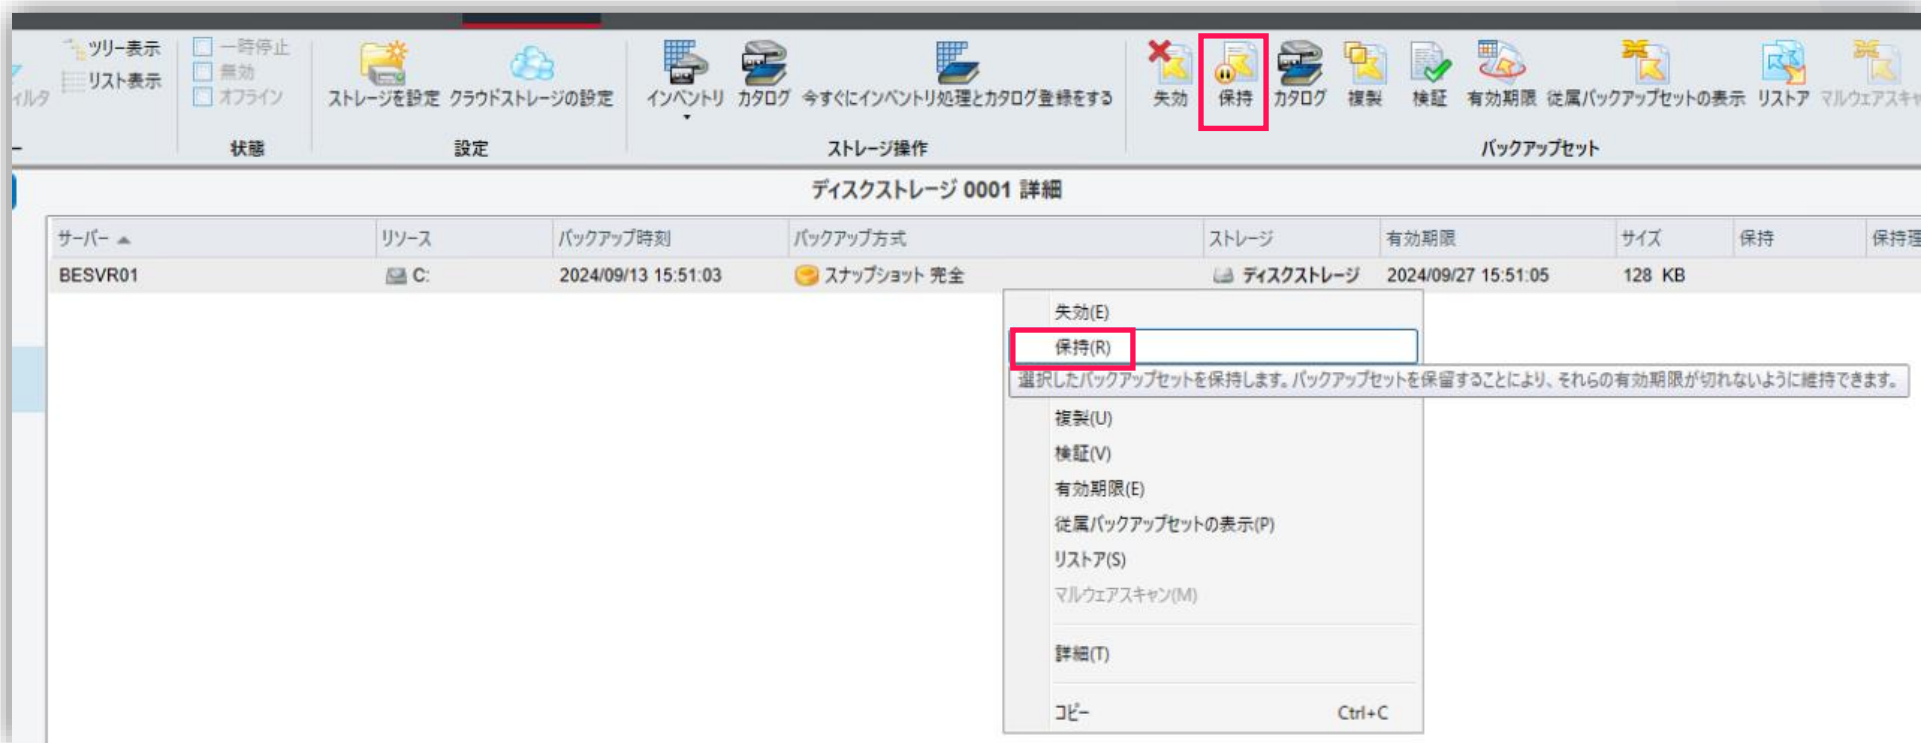 ツリー表示
リスト表示
ィルタ
一時停止
無効
オフライン
状態
ストレージを設定 クラウドストレージの設定
設定
インベントリ カタログ 今すぐにインベントリ処理とカタログ登録をする
ストレージ操作
失効 保持 カタログ 複製 検証 有効期限 従属バックアップセットの表示 リストア マルウェアスキャ
バックアップセット
ディスクストレージ 0001 詳細
サーバー リソース バックアップ時刻 バックアップ方式 ストレージ 有効期限 サイズ 保持 保持理
BESVR01 C: 2024/09/13 15:51:03 スナップショット 完全 ディスクストレージ 2024/09/27 15:51:05 128 KB
失効(E)
保持(R)
選択したバックアップセットを保持します。バックアップセットを保留することにより、それらの有効期限が切れないように維持できます。
複製(U)
検証(V)
有効期限(E)
従属バックアップセットの表示(P)
リストア(S)
マルウェアスキャン(M)
詳細(T)
コピー Ctrl+C